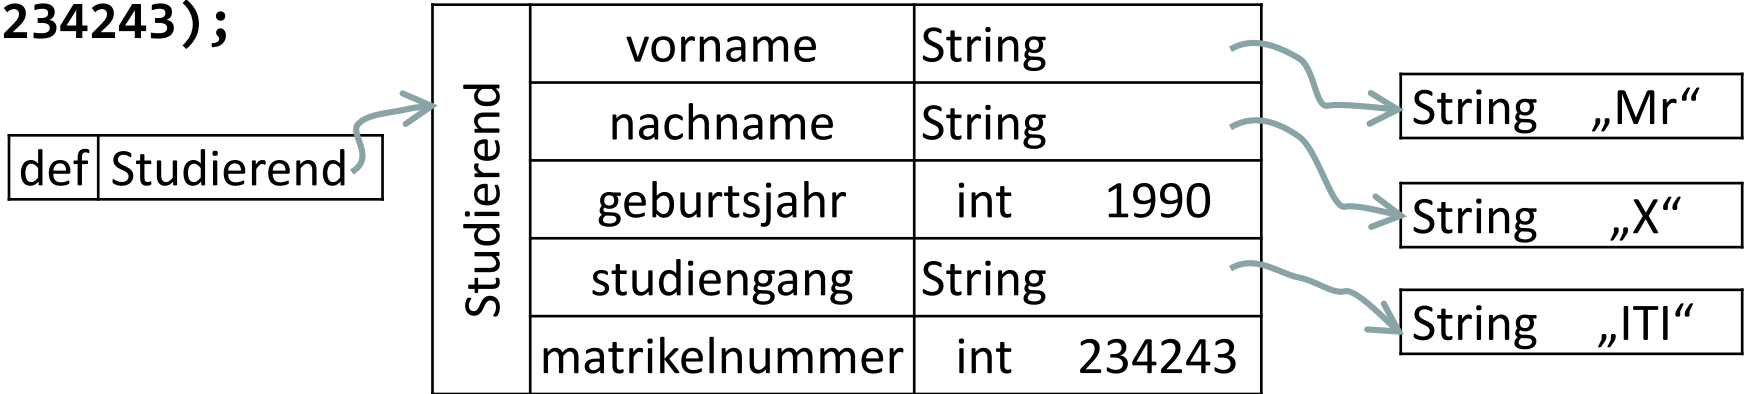 234243);
def Studierend
Studierend
vorname String
nachname String
geburtsjahr int 1990
studiengang String
matrikelnummer int 234243
String „Mr“
String „X“
String „ITI“